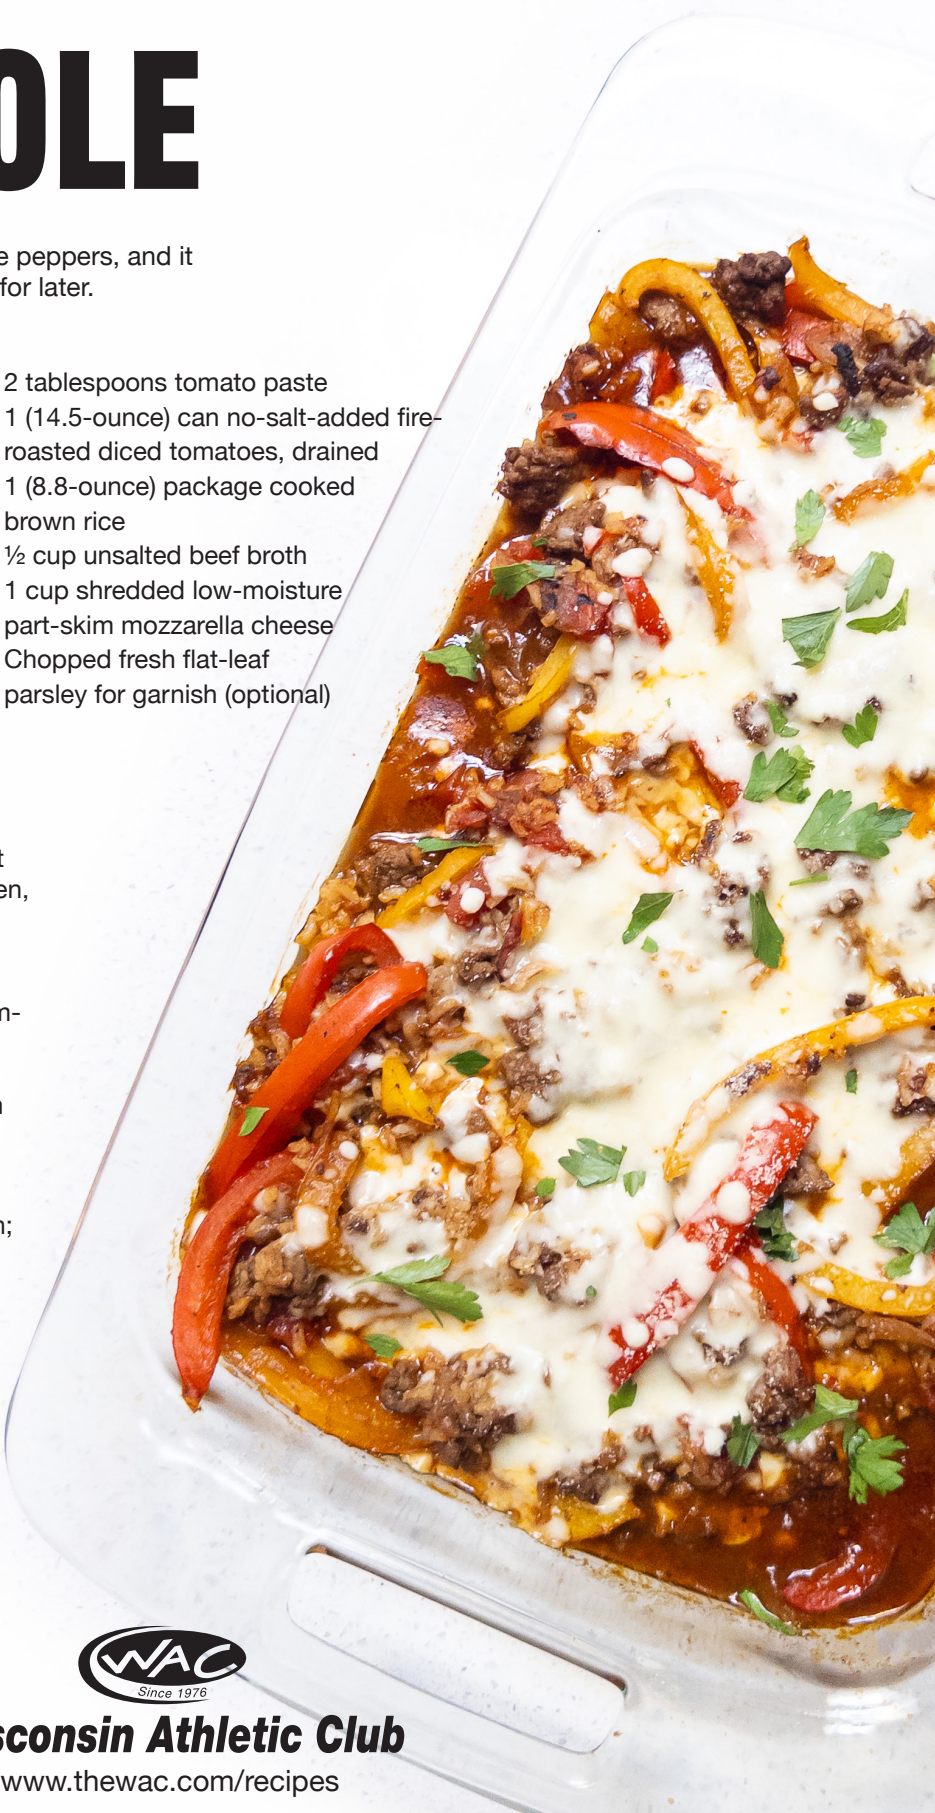 OLE
e peppers, and it
for later.
2 tablespoons tomato paste
1 (14.5-ounce) can no-salt-added fire-
roasted diced tomatoes, drained
1 (8.8-ounce) package cooked
brown rice
½ cup unsalted beef broth
1 cup shredded low-moisture
part-skim mozzarella cheese
Chopped fresh flat-leaf
parsley for garnish (optional)
t
en,
m-
n;
WAC
Since 1976
sconsin Athletic Club
www.thewac.com/recipes